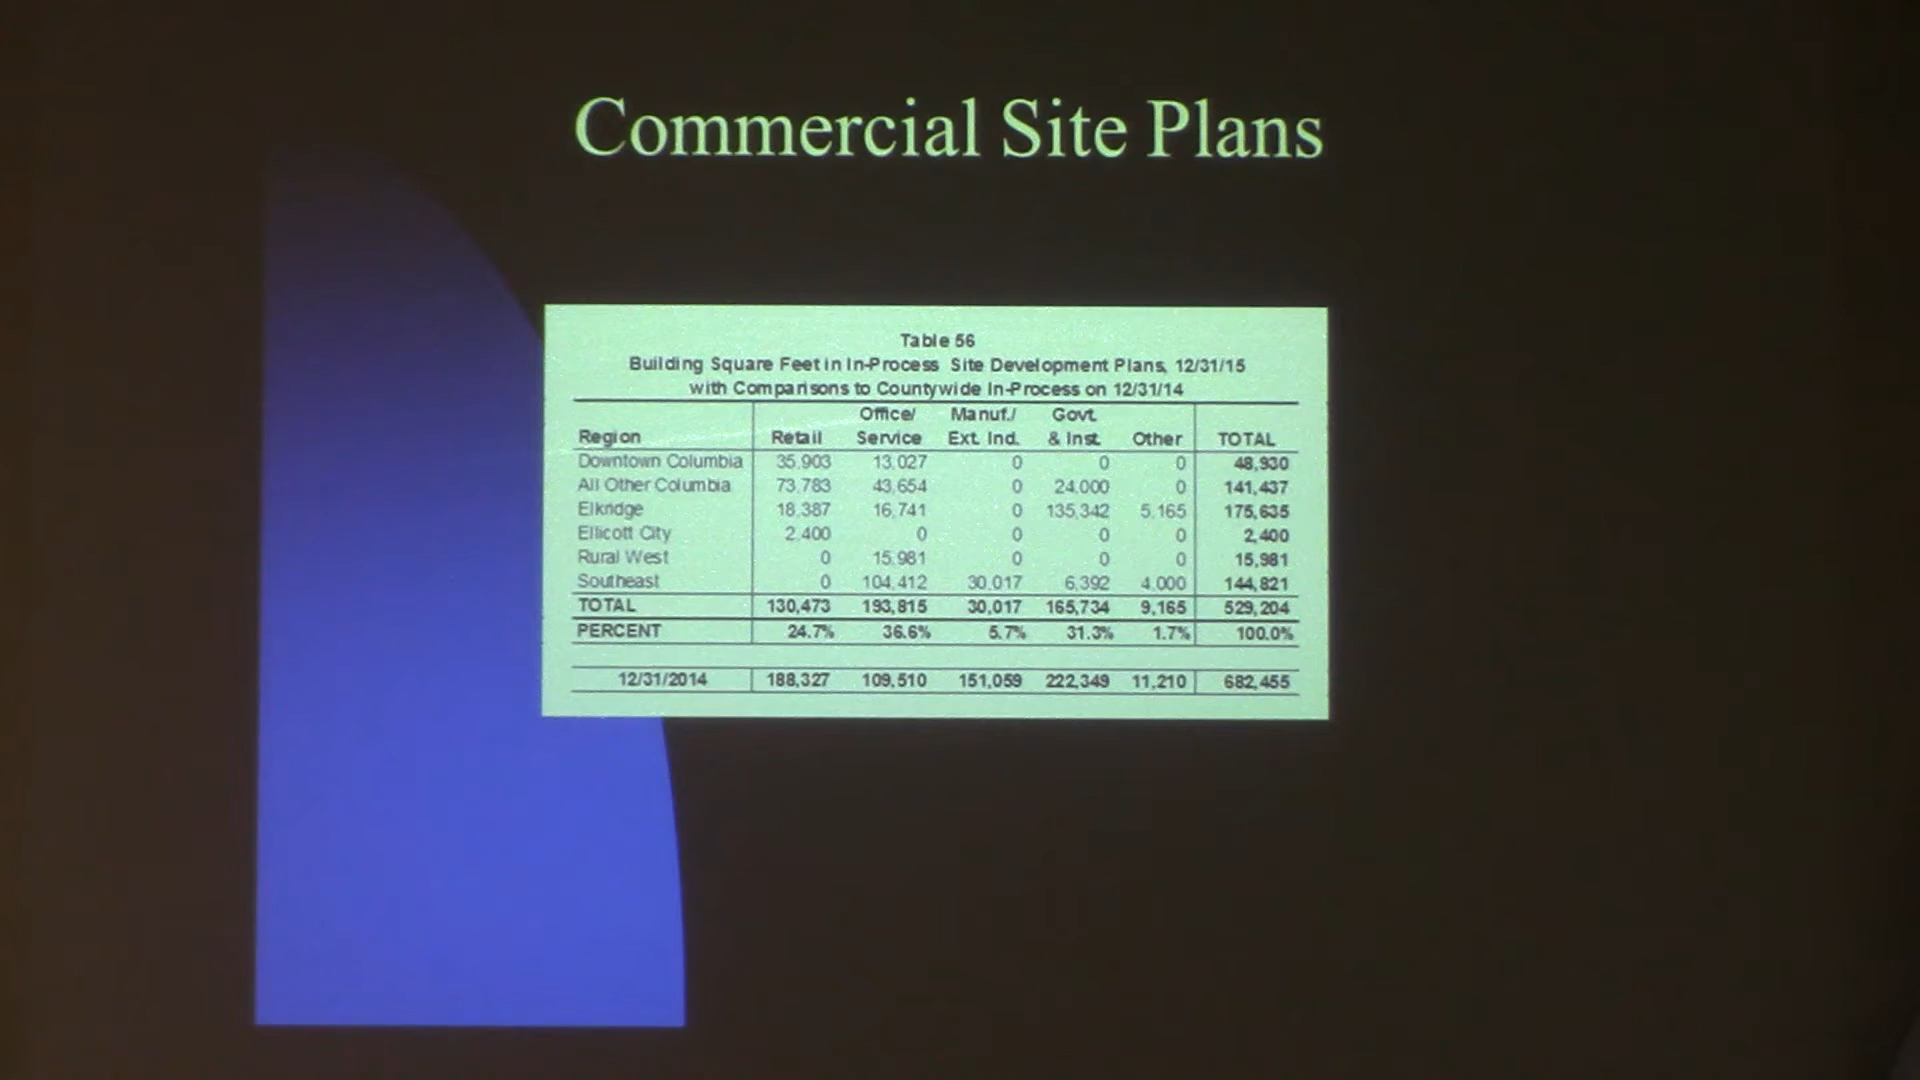 Commercial Site Plans
Table 56
Building Square Feet in In-Process Site Development Plans, 12/31/15
with Comparisons to Countywide In-Process on 12/31/14
Office/ Manuf./ Govt.
Region Retail Service Ext. Ind. & Inst. Other TOTAL
Downtown Columbia 35,903 13,027 0 0 0 48,930
All Other Columbia 73,783 43,654 0 24,000 0 141,437
Elkridge 18,387 16,741 0 135,342 5,165 175,635
Ellicott City 2,400 0 0 0 0 2,400
Rural West 0 15,981 0 0 0 15,981
Southeast 0 104,412 30,017 6,392 4,000 144,821
TOTAL 130,473 193,815 30,017 165,734 9,165 529,204
PERCENT 24.7% 36.6% 5.7% 31.3% 1.7% 100.0%
12/31/2014 188,327 109,510 151,059 222,349 11,210 682,455